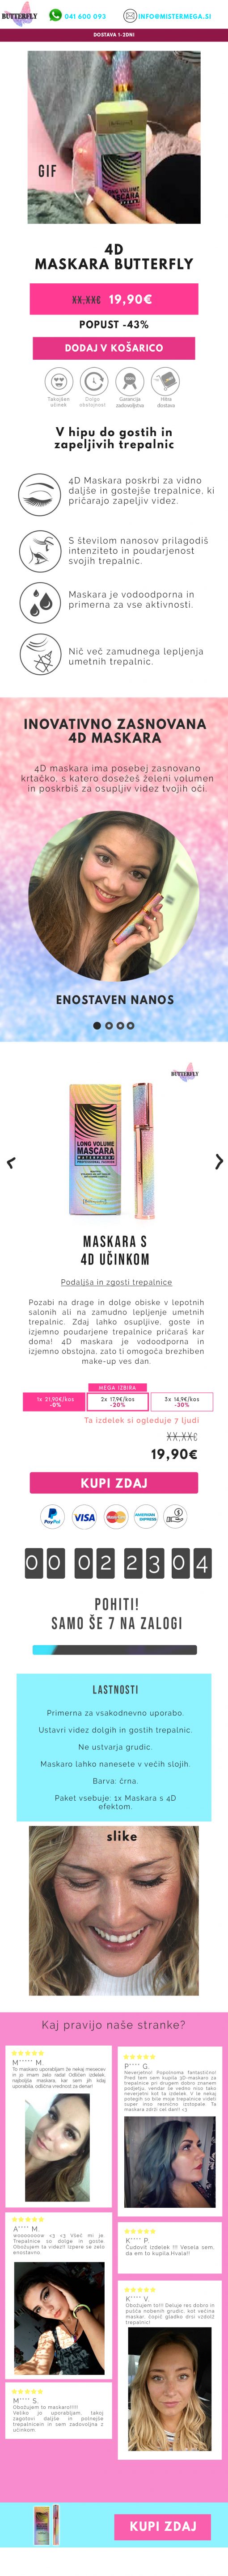 BUTTERFLY
041 600 093
INFO@MISTERMEGA.SI
DOSTAVA 1-2DNI
GIF
LONG VOLUME
MASCARA
4D
MASKARA BUTTERFLY
XX,XX€ 19,90€
POPUST -43%
DODAJ V KOŠARICO
Takojšen
učinek
Dolga
obstojnost
Garancija
zadovoljstva
Hitra
dostava
V hipu do gostih in
zapeljivih trepalnic
4D Maskara poskrbi za vidno
daljše in gostejše trepalnice, ki
pričarajo zapeljiv videz.
S številom nanosov prilagodiš
intenziteto in poudarjenost
svojih trepalnic.
Maskara je vodoodporna in
primerna za vse aktivnosti.
Nič več zamudnega lepljenja
umetnih trepalnic.
INOVATIVNO ZASNOVANA
4D MASKARA
4D maskara ima posebej zasnovano
krtačko, s katero dosežeš želeni volumen
in poskrbiš za osupljiv videz tvojih oči.
ENOSTAVEN NANOS
BUTTERFLY
LONG VOLUME
MASCARA
WATERPROOF
MASKARA S
4D UČINKOM
Podaljša in zgosti trepalnice
Pozabi na drage in dolge obiske v lepotnih
salonih ali na zamudno lepljenje umetnih
trepalnic. Zdaj lahko osupljive, goste in
izjemno poudarjene trepalnice pričaraš kar
doma! 4D maskara je vodoodporna in
izjemno obstojna, zato ti omogoča brezhiben
make-up ves dan.
MEGA IZBIRA
1x 21,90€/kos
-0%
2x 17,9€/kos
-20%
3x 14,9€/kos
-30%
Ta izdelek si ogleduje 7 ljudi
XX,XX€
19,90€
KUPI ZDAJ
PayPal
VISA
MasterCard
AMERICAN
EXPRESS
00 02 23 04
POHITI!
SAMO ŠE 7 NA ZALOGI
LASTNOSTI
Primerna za vsakodnevno uporabo.
Ustavri videz dolgih in gostih trepalnic.
Ne ustvarja grudic.
Maskaro lahko nanesete v večih slojih.
Barva: črna.
Paket vsebuje: 1x Maskara s 4D
efektom.
slike
Kaj pravijo naše stranke?
M***** M.
To maskaro uporabljam že nekaj mesecev
in jo imam zelo rada! Odličen izdelek,
najboljša maskara, kar sem jih kdaj
uporabila, odlična vrednost za denar!
A**** M.
wooooooow <3 <3 Všeč mi je
Trepalnice so dolge in goste.
Obožujem ta videz!! Izpere se zelo
enostavno.
M**** S.
Obožujem to maskaro!!!!!
Veliko jo uporabljam, takoj
zagotovi daljše in polnejše
trepalnicain in sem zadovoljna z
učinkom.
P**** G.
Neverjetno! Popolnoma fantastično!
Pred tem sem kupila 3D-maskaro za
trepalnice pri drugem dobro znanem
podjetju, vendar še vedno niso tako
neverjetni kot ta izdelek. V le nekaj
potegih so bile moje trepalnice videti
super in so resnično izstopale. Ta
maskara zdrži cel dan!! <3
K**** P.
Čudovit izdelek !!! Vesela sem,
da em to kupila.Hvala!!
K**** V.
Obožujem to!!! Deluje res dobro in
pušča nobenih grudic, kot večina
maskar, čopič gladko drsi vzdolž
trepalnic!
KUPI ZDAJ